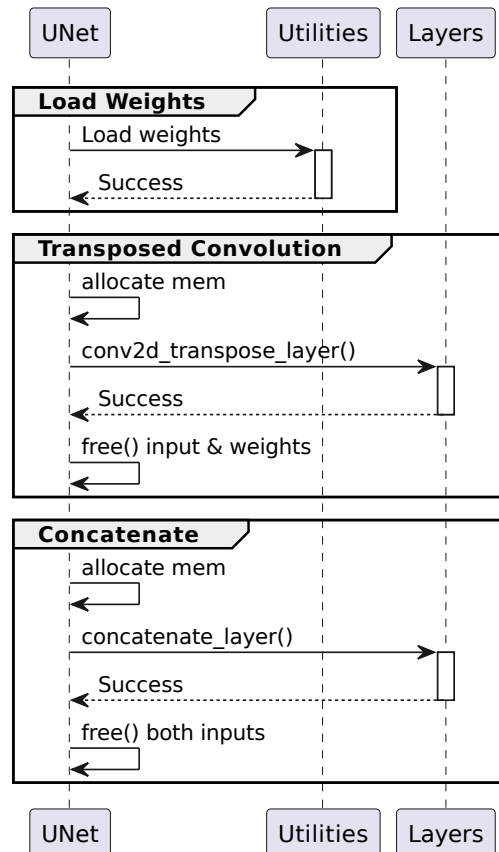 UNet Utilities Layers
Load Weights
Load weights
Success
Transposed Convolution
allocate mem
conv2d_transpose_layer()
Success
free() input & weights
Concatenate
allocate mem
concatenate_layer()
Success
free() both inputs
UNet Utilities Layers